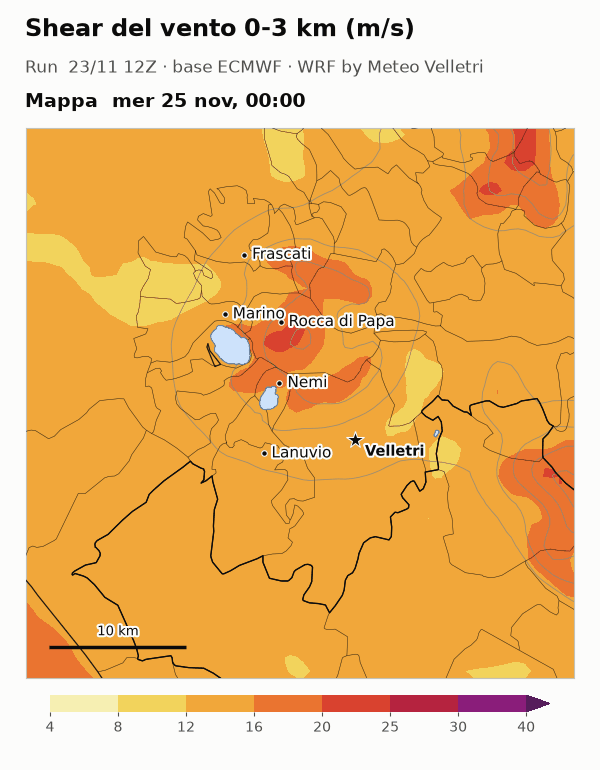 Shear del vento 0-3 km (m/s)
Run  23/11 12Z · base ECMWF · WRF by Meteo Velletri
Mappa  mer 25 nov, 00:00
Frascati
Marino
Rocca di Papa
Nemi
Velletri
Lanuvio
10 km
4 8 12 16 20 25 30 40